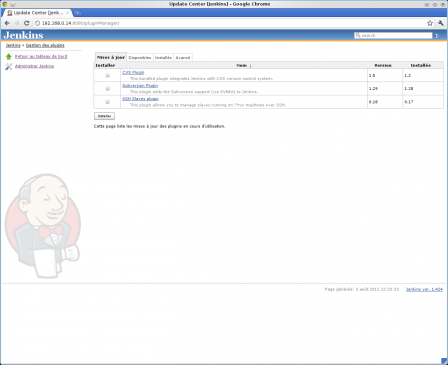 Update Center [Jenkins] - Google Chrome
Update Center [Jenk...
192.168.0.14:8080/pluginManager/
Jenkins
search
Jenkins » Gestion des plugins
Retour au tableau de bord
Administrer Jenkins
Mises à jour Disponibles Installés Avancé
Installer Nom ↓ Version Installée
CVS Plugin
This bundled plugin integrates Jenkins with CVS version control system.
1.6 1.2
Subversion Plugin
This plugin adds the Subversion support (via SVNKit) to Jenkins.
1.29 1.28
SSH Slaves plugin
This plugin allows you to manage slaves running on *nix machines over SSH.
0.18 0.17
Installer
Cette page liste les mises à jour des plugins en cours d'utilisation.
Page générée: 3 août 2011 22:33:33 Jenkins ver. 1.424